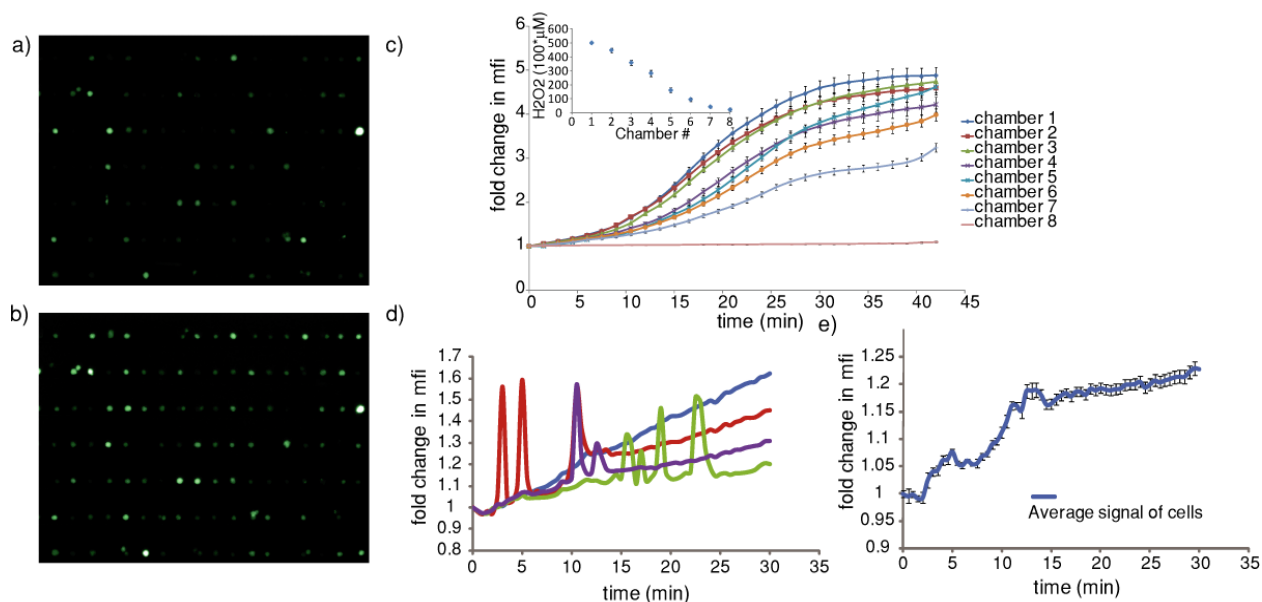 a)
b)
c)
fold change in mfi
6
5
4
3
2
1
0
0 5 10 15 20 25 30 35 40 45
time (min)
H2O2 (100*µM)
600
500
400
300
200
100
0
0 1 2 3 4 5 6 7 8
Chamber #
chamber 1
chamber 2
chamber 3
chamber 4
chamber 5
chamber 6
chamber 7
chamber 8
d)
fold change in mfi
1.7
1.6
1.4
1.3
1.2
1.1
1
0.9
0.8
0 5 10 15 20 25 30 35
time (min)
e)
fold change in mfi
1.25
1.2
1.15
1.1
1.05
1
0.95
0.9
0 5 10 15 20 25 30 35
time (min)
Average signal of cells